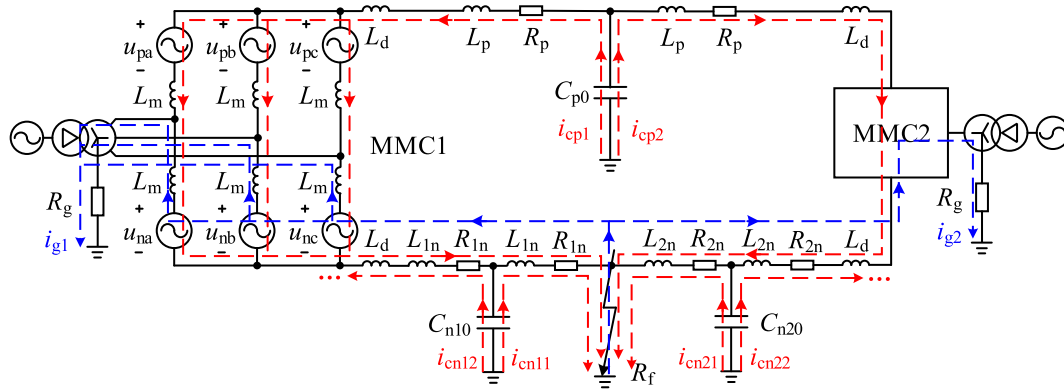 L_d L_p R_p L_p R_p L_d
+ + +
u_pa u_pb u_pc
− − −
L_m L_m L_m
C_p0
i_cp1 i_cp2
MMC1 MMC2
L_m L_m L_m
R_g R_g
+ + +
i_g1 u_na u_nb u_nc i_g2
− − −
L_d L_1n R_1n L_1n R_1n L_2n R_2n L_2n R_2n L_d
... ...
C_n10 C_n20
i_cn12 i_cn11 R_f i_cn21 i_cn22